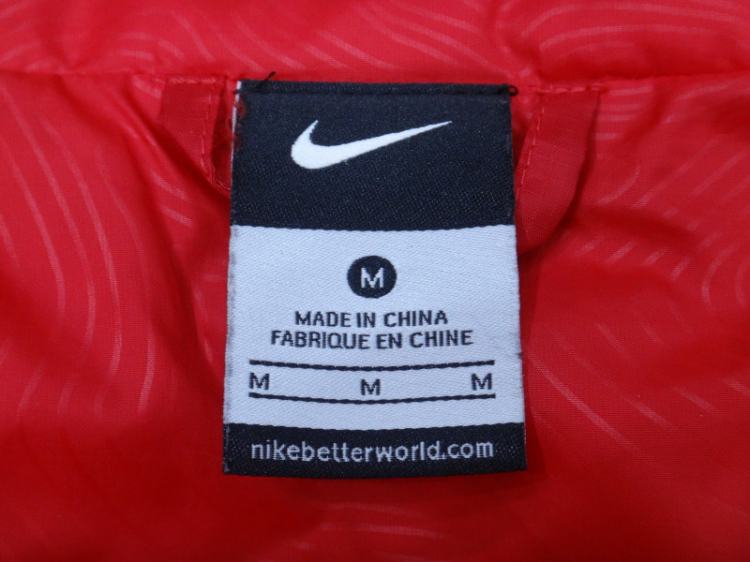 M
MADE IN CHINA
FABRIQUE EN CHINE
M M M
nikebetterworld.com